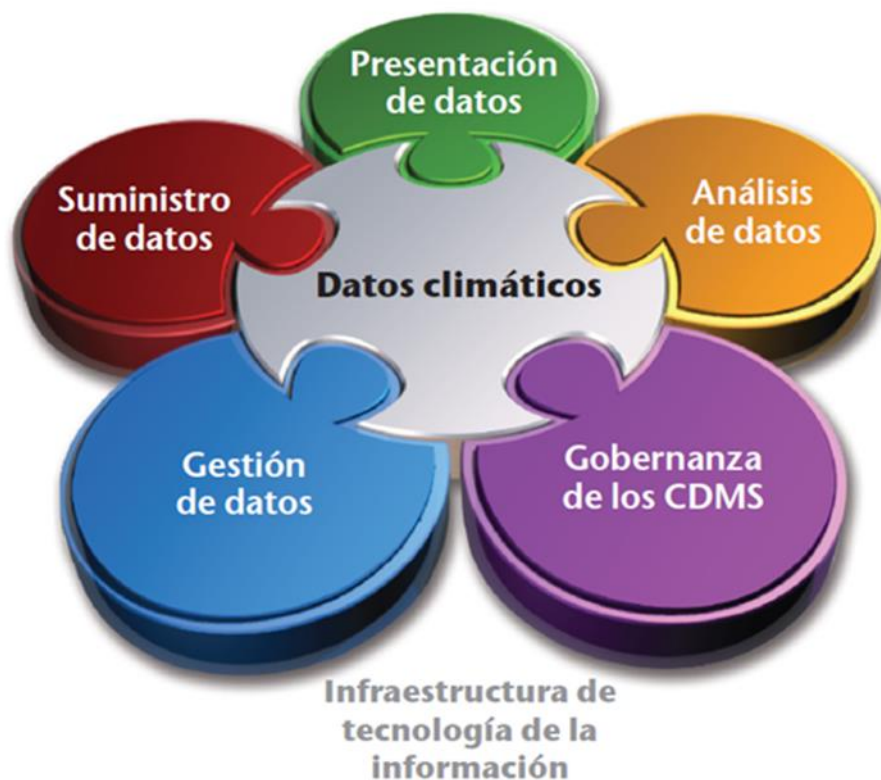 Presentación
de datos
Suministro
de datos
Análisis
de datos
Datos climáticos
Gestión
de datos
Gobernanza
de los CDMS
Infraestructura de
tecnología de la
información